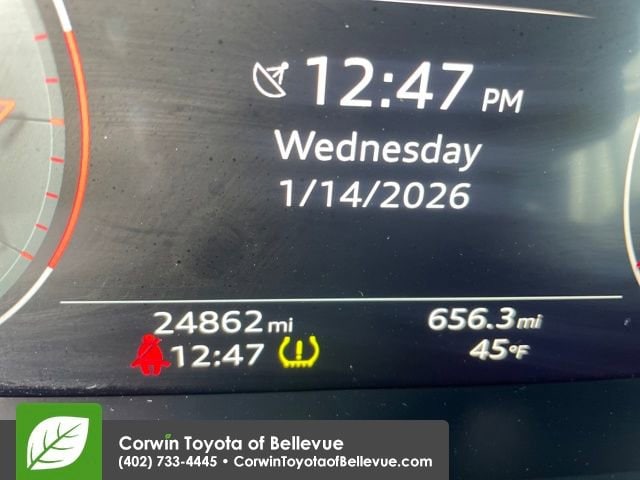 12:47 PM
Wednesday
1/14/2026
24862 mi 656.3 mi
12:47 45°F
Corwin Toyota of Bellevue
(402) 733-4445 • CorwinToyotaofBellevue.com